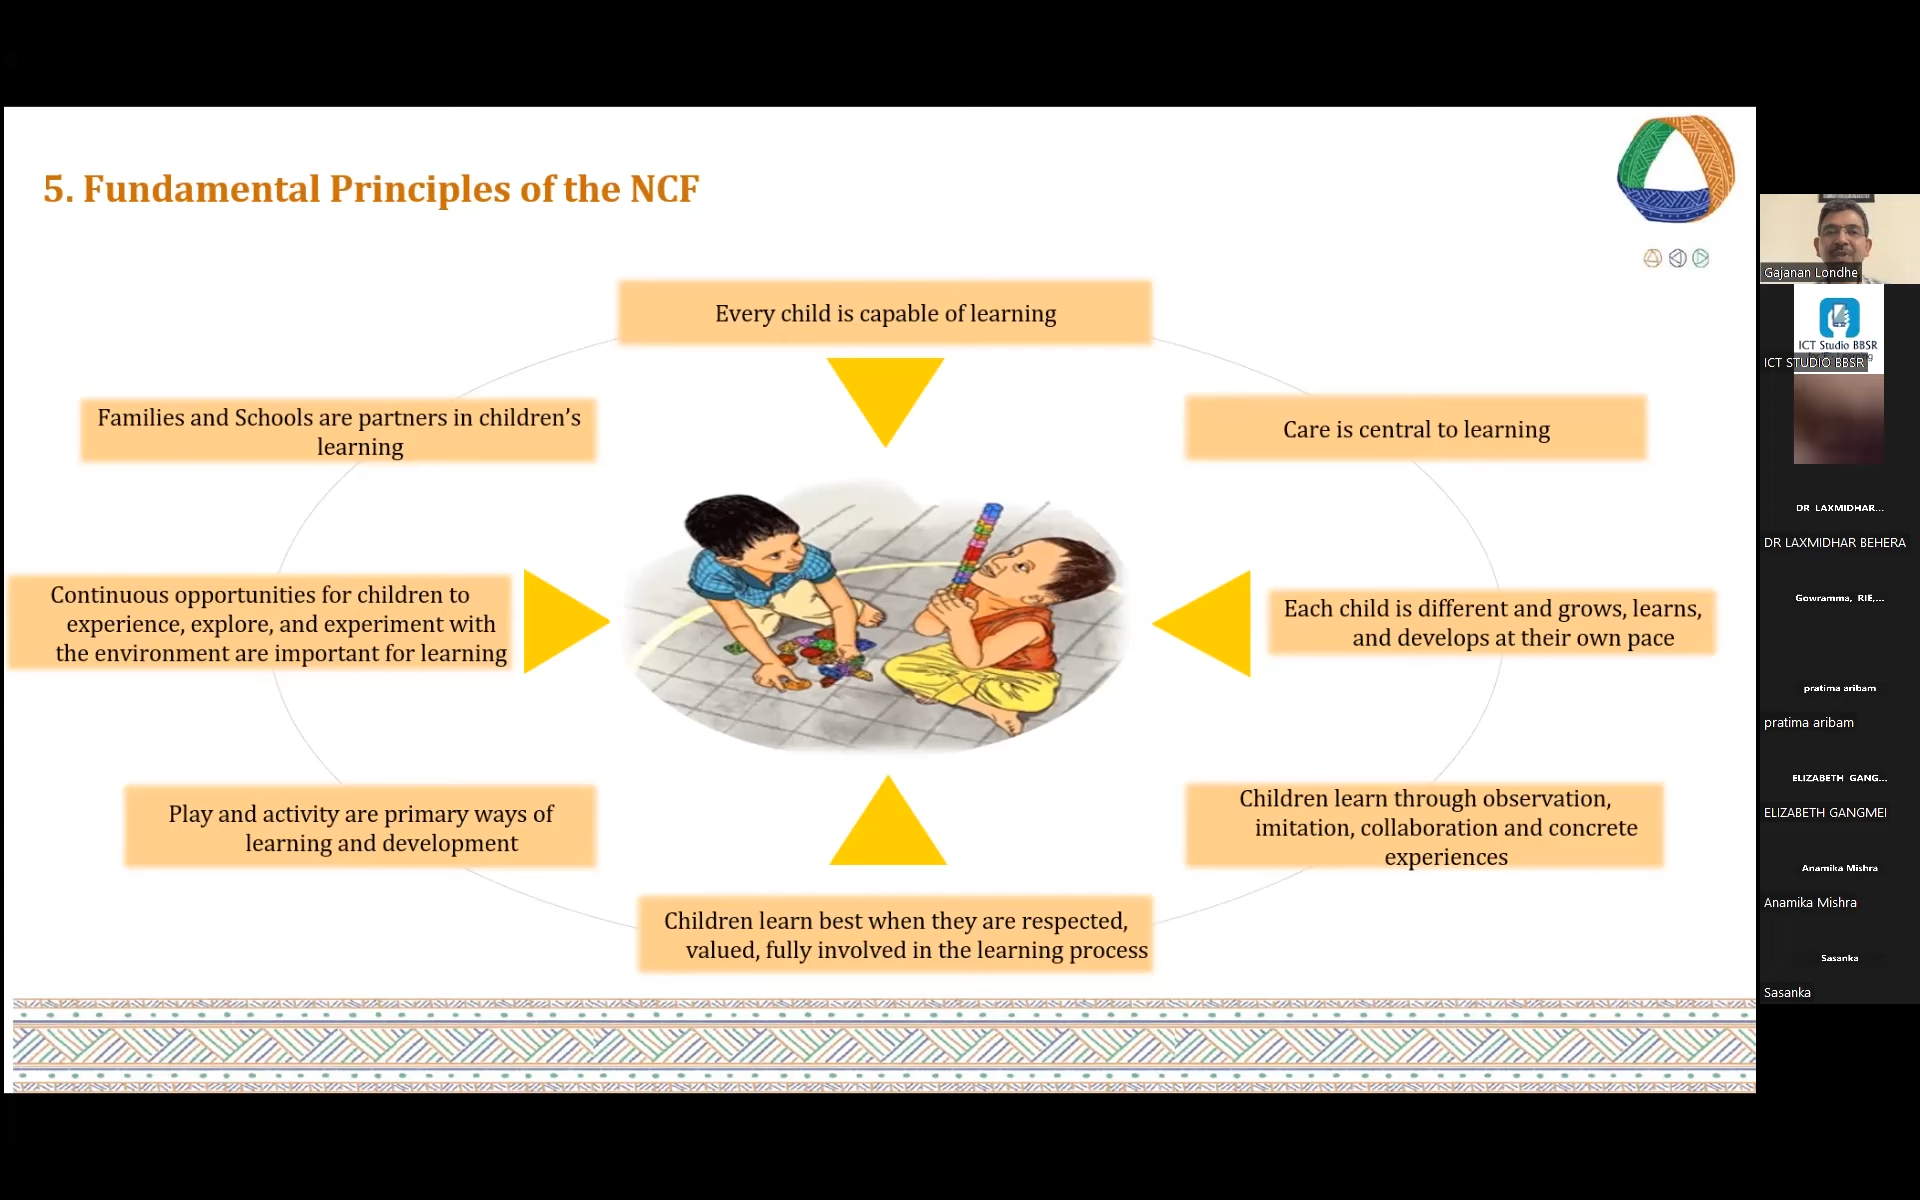 5. Fundamental Principles of the NCF
Every child is capable of learning
Families and Schools are partners in children’s
learning
Care is central to learning
Continuous opportunities for children to
experience, explore, and experiment with
the environment are important for learning
Each child is different and grows, learns,
and develops at their own pace
Play and activity are primary ways of
learning and development
Children learn through observation,
imitation, collaboration and concrete
experiences
Children learn best when they are respected,
valued, fully involved in the learning process
Gajanan Londhe
ICT Studio BBSR
ICT STUDIO BBSR
DR LAXMIDHAR...
DR LAXMIDHAR BEHERA
Gowramma, RIE,...
pratima aribam
pratima aribam
ELIZABETH GANG...
ELIZABETH GANGMEI
Anamika Mishra
Anamika Mishra
Sasanka
Sasanka